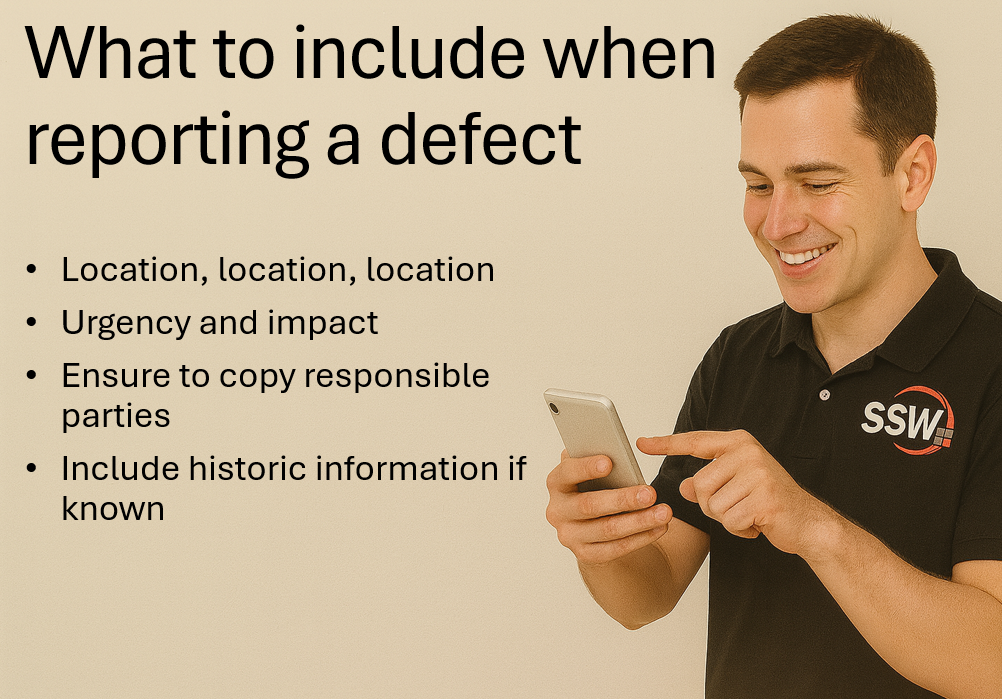 What to include when
reporting a defect
• Location, location, location
• Urgency and impact
• Ensure to copy responsible
parties
• Include historic information if
known
SSW